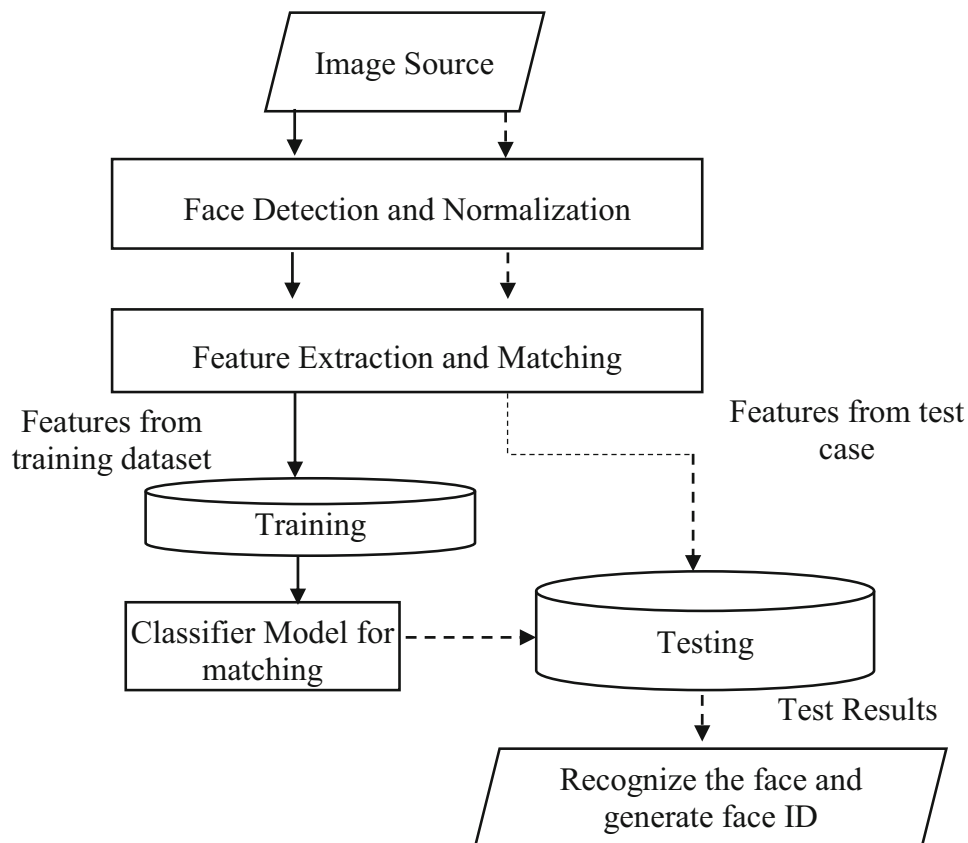 Image Source
Face Detection and Normalization
Feature Extraction and Matching
Features from
training dataset
Features from test
case
Training
Classifier Model for
matching
Testing
Test Results
Recognize the face and
generate face ID